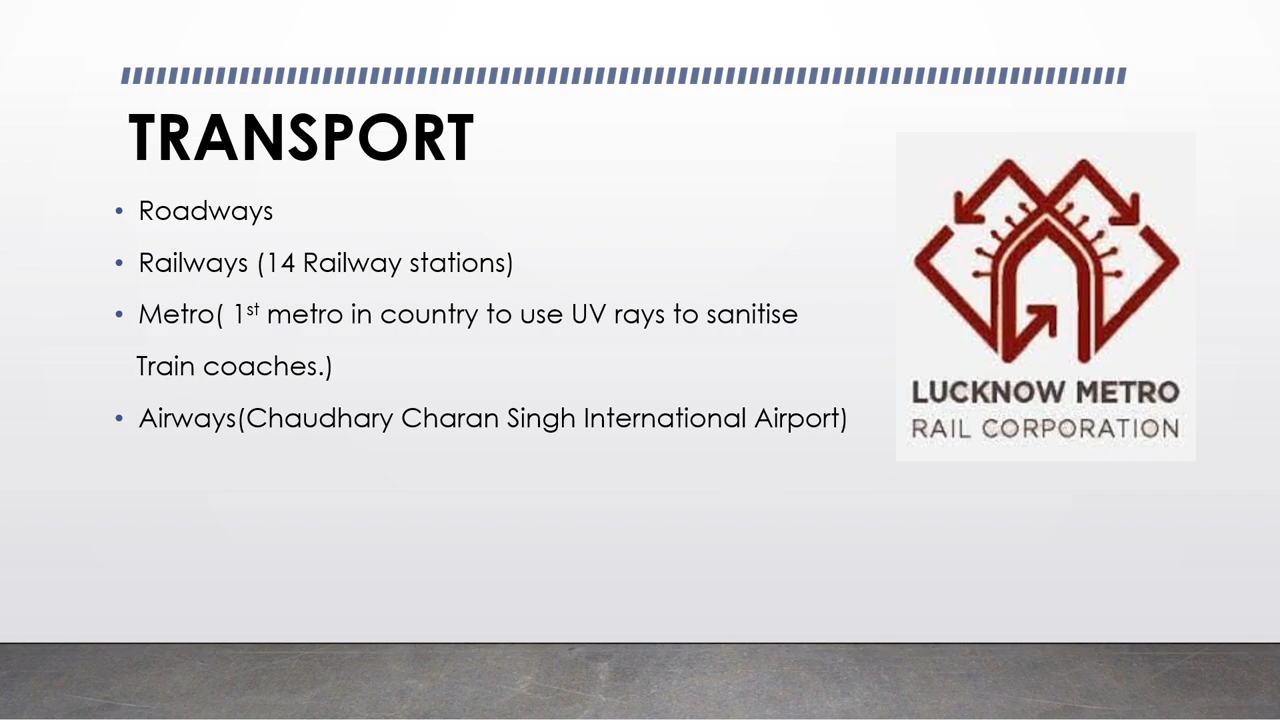 TRANSPORT
• Roadways
• Railways (14 Railway stations)
• Metro( 1st metro in country to use UV rays to sanitise
Train coaches.)
• Airways(Chaudhary Charan Singh International Airport)
LUCKNOW METRO
RAIL CORPORATION